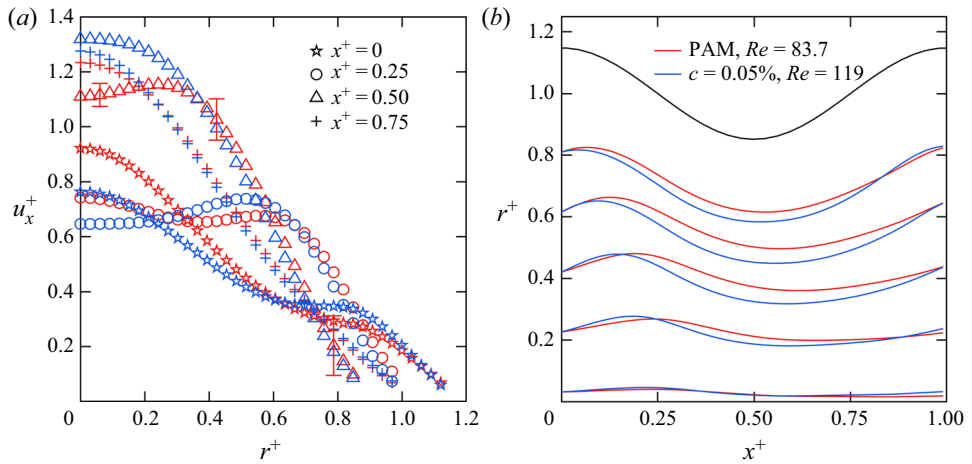 (a)
1.4
1.2
1.0
0.8
0.6
0.4
0.2
0
0.2
0.4
0.6
0.8
1.0
1.2
u_x^+
r^+
x^+ = 0
x^+ = 0.25
x^+ = 0.50
x^+ = 0.75
(b)
1.2
1.0
0.8
0.6
0.4
0.2
0
0.25
0.50
0.75
1.00
r^+
x^+
PAM, Re = 83.7
c = 0.05%, Re = 119